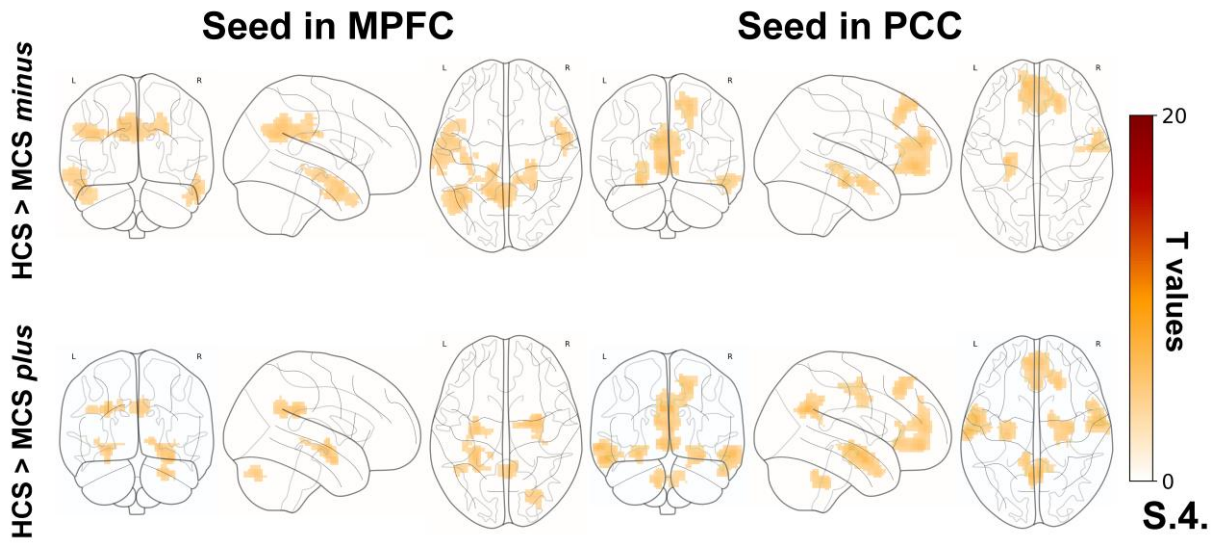 Seed in MPFC
Seed in PCC
HCS > MCS minus
L R
L R
L R
L R
20
T values
0
HCS > MCS plus
L R
L R
L R
L R
S.4.